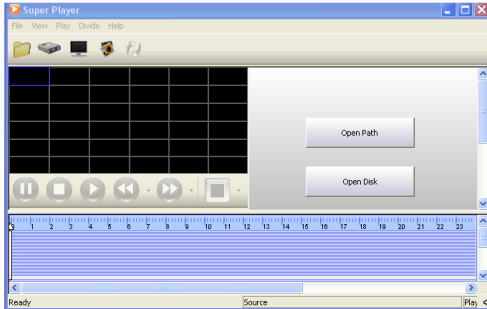 Super Player
File View Play Divide Help
Open Path
Open Disk
0 1 2 3 4 5 6 7 8 9 10 11 12 13 14 15 16 17 18 19 20 21 22 23
Ready Source Play